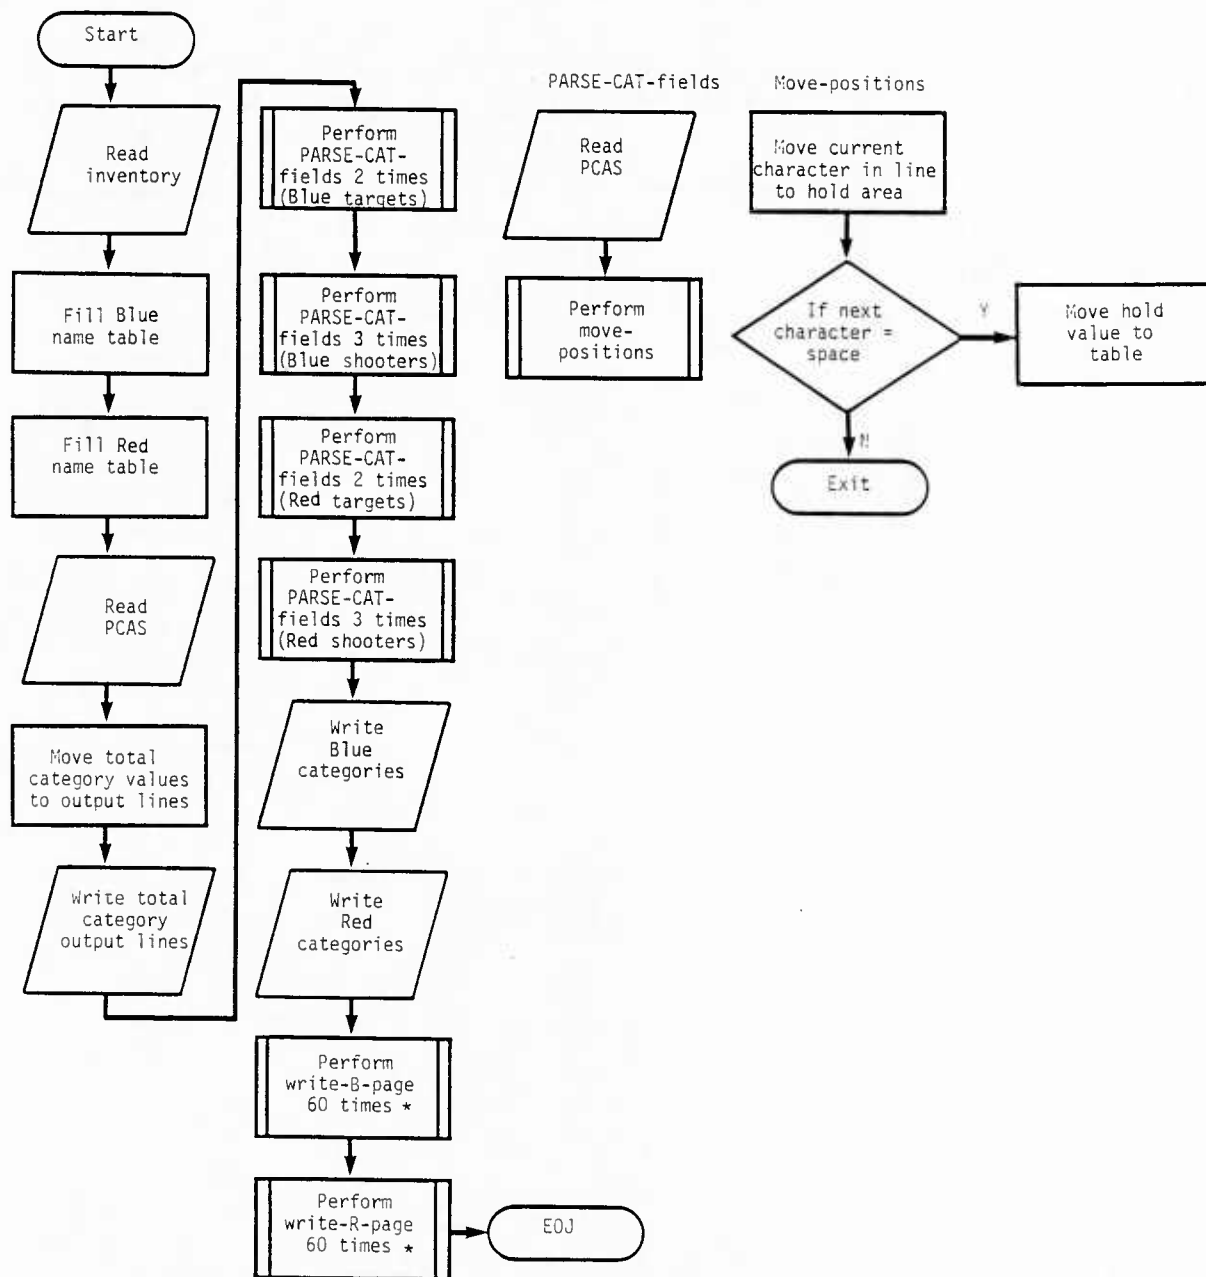 Start
Read
inventory
Fill Blue
name table
Fill Red
name table
Read
PCAS
Move total
category values
to output lines
Write total
category
output lines
Perform
PARSE-CAT-
fields 2 times
(Blue targets)
Perform
PARSE-CAT-
fields 3 times
(Blue shooters)
Perform
PARSE-CAT-
fields 2 times
(Red targets)
Perform
PARSE-CAT-
fields 3 times
(Red shooters)
Write
Blue
categories
Write
Red
categories
Perform
write-B-page
60 times *
Perform
write-R-page
60 times *
EOJ
PARSE-CAT-fields
Read
PCAS
Perform
move-
positions
Move-positions
Move current
character in line
to hold area
If next
character =
space
Y
Move hold
value to
table
N
Exit